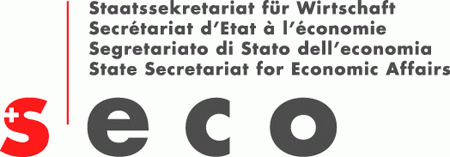 Staatssekretariat für Wirtschaft
Secrétariat d'Etat à l'économie
Segretariato di Stato dell'economia
State Secretariat for Economic Affairs
seco